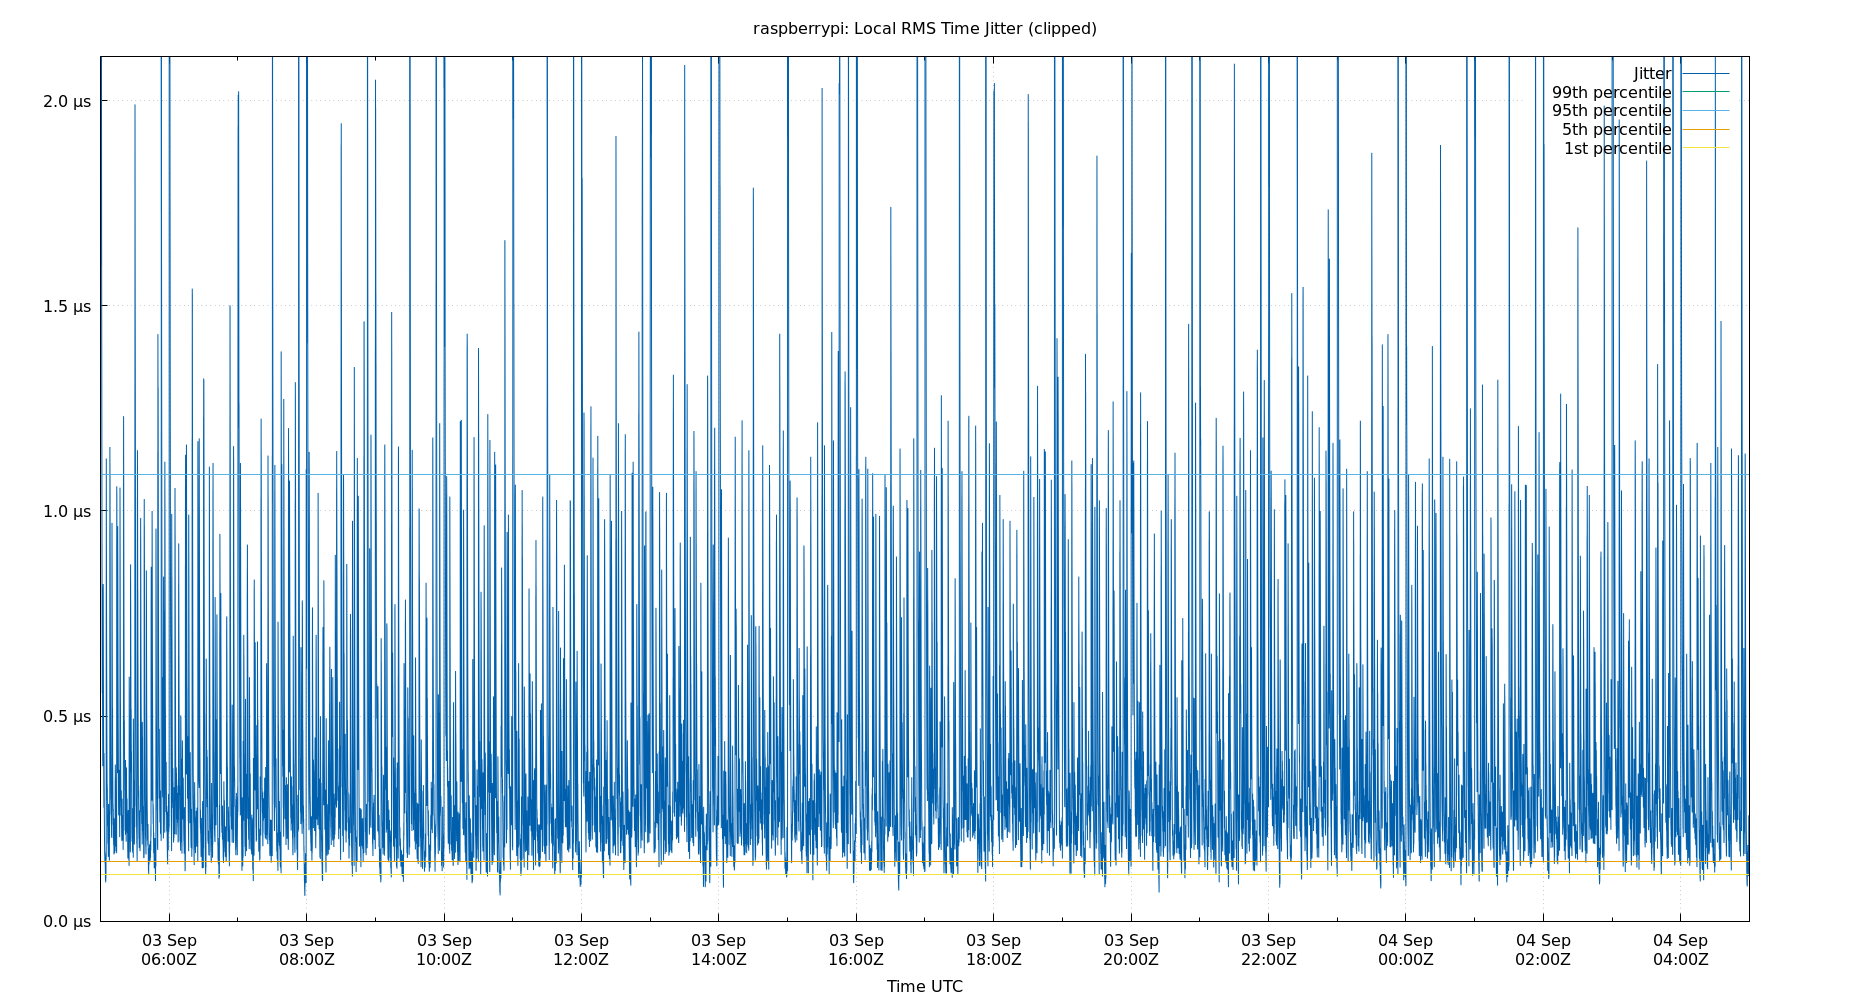 raspberrypi: Local RMS Time Jitter (clipped)
2.0 µs
1.5 µs
1.0 µs
0.5 µs
0.0 µs
Jitter
99th percentile
95th percentile
5th percentile
1st percentile
03 Sep 03 Sep 03 Sep 03 Sep 03 Sep 03 Sep 03 Sep 03 Sep 03 Sep 04 Sep 04 Sep 04 Sep
06:00Z 08:00Z 10:00Z 12:00Z 14:00Z 16:00Z 18:00Z 20:00Z 22:00Z 00:00Z 02:00Z 04:00Z
Time UTC